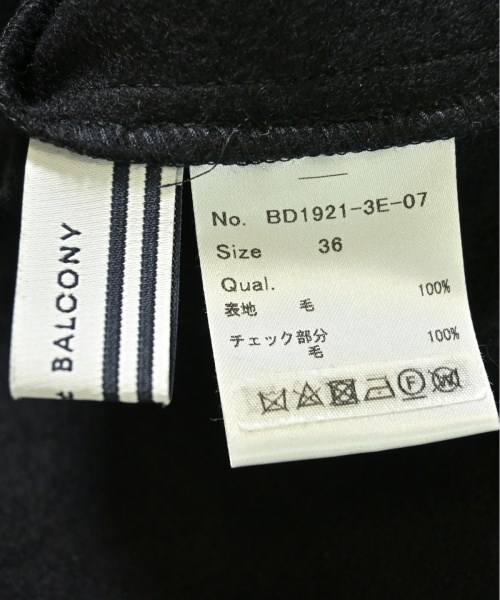 BALCONY
No. BD1921-3E-07
Size 36
Qual.
表地 毛 100%
チェック部分
毛 100%
F
W